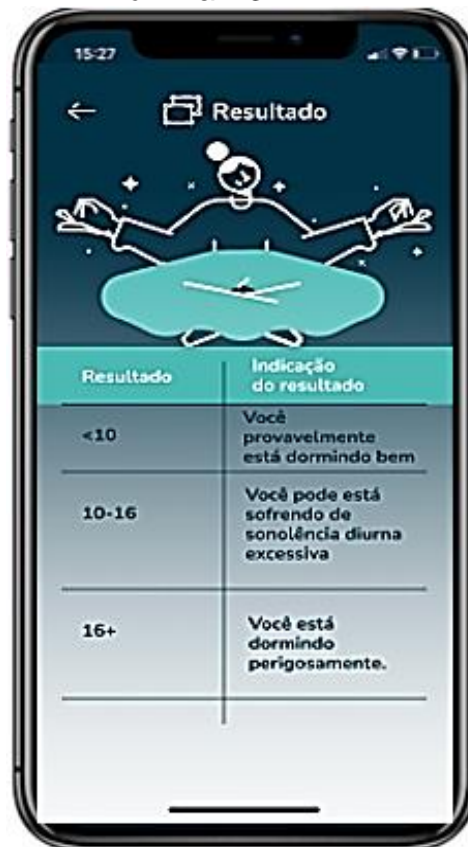 15:27
Resultado
Resultado
Indicação
do resultado
<10
Você
provavelmente
está dormindo bem
10-16
Você pode está
sofrendo de
sonolência diurna
excessiva
16+
Você está
dormindo
perigosamente.